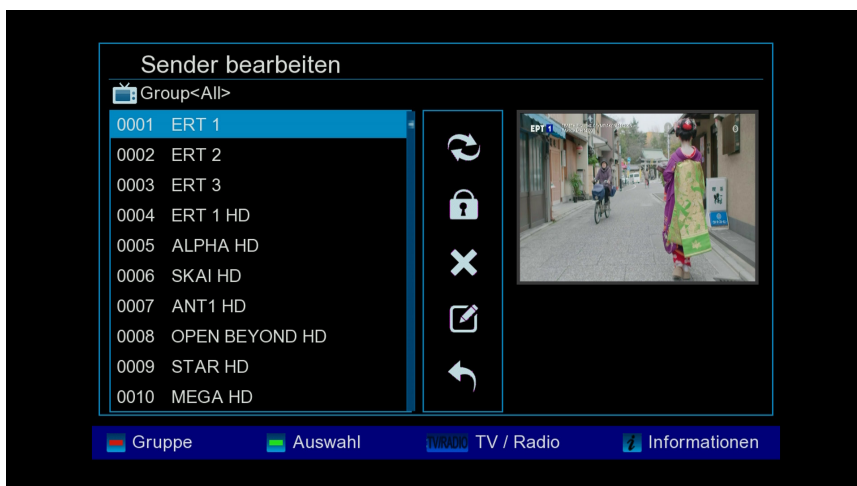 Sender bearbeiten
Group<All>
0001 ERT 1
0002 ERT 2
0003 ERT 3
0004 ERT 1 HD
0005 ALPHA HD
0006 SKAI HD
0007 ANT1 HD
0008 OPEN BEYOND HD
0009 STAR HD
0010 MEGA HD
ΕΡΤ 1
Gruppe
Auswahl
TV/RADIO TV / Radio
i Informationen